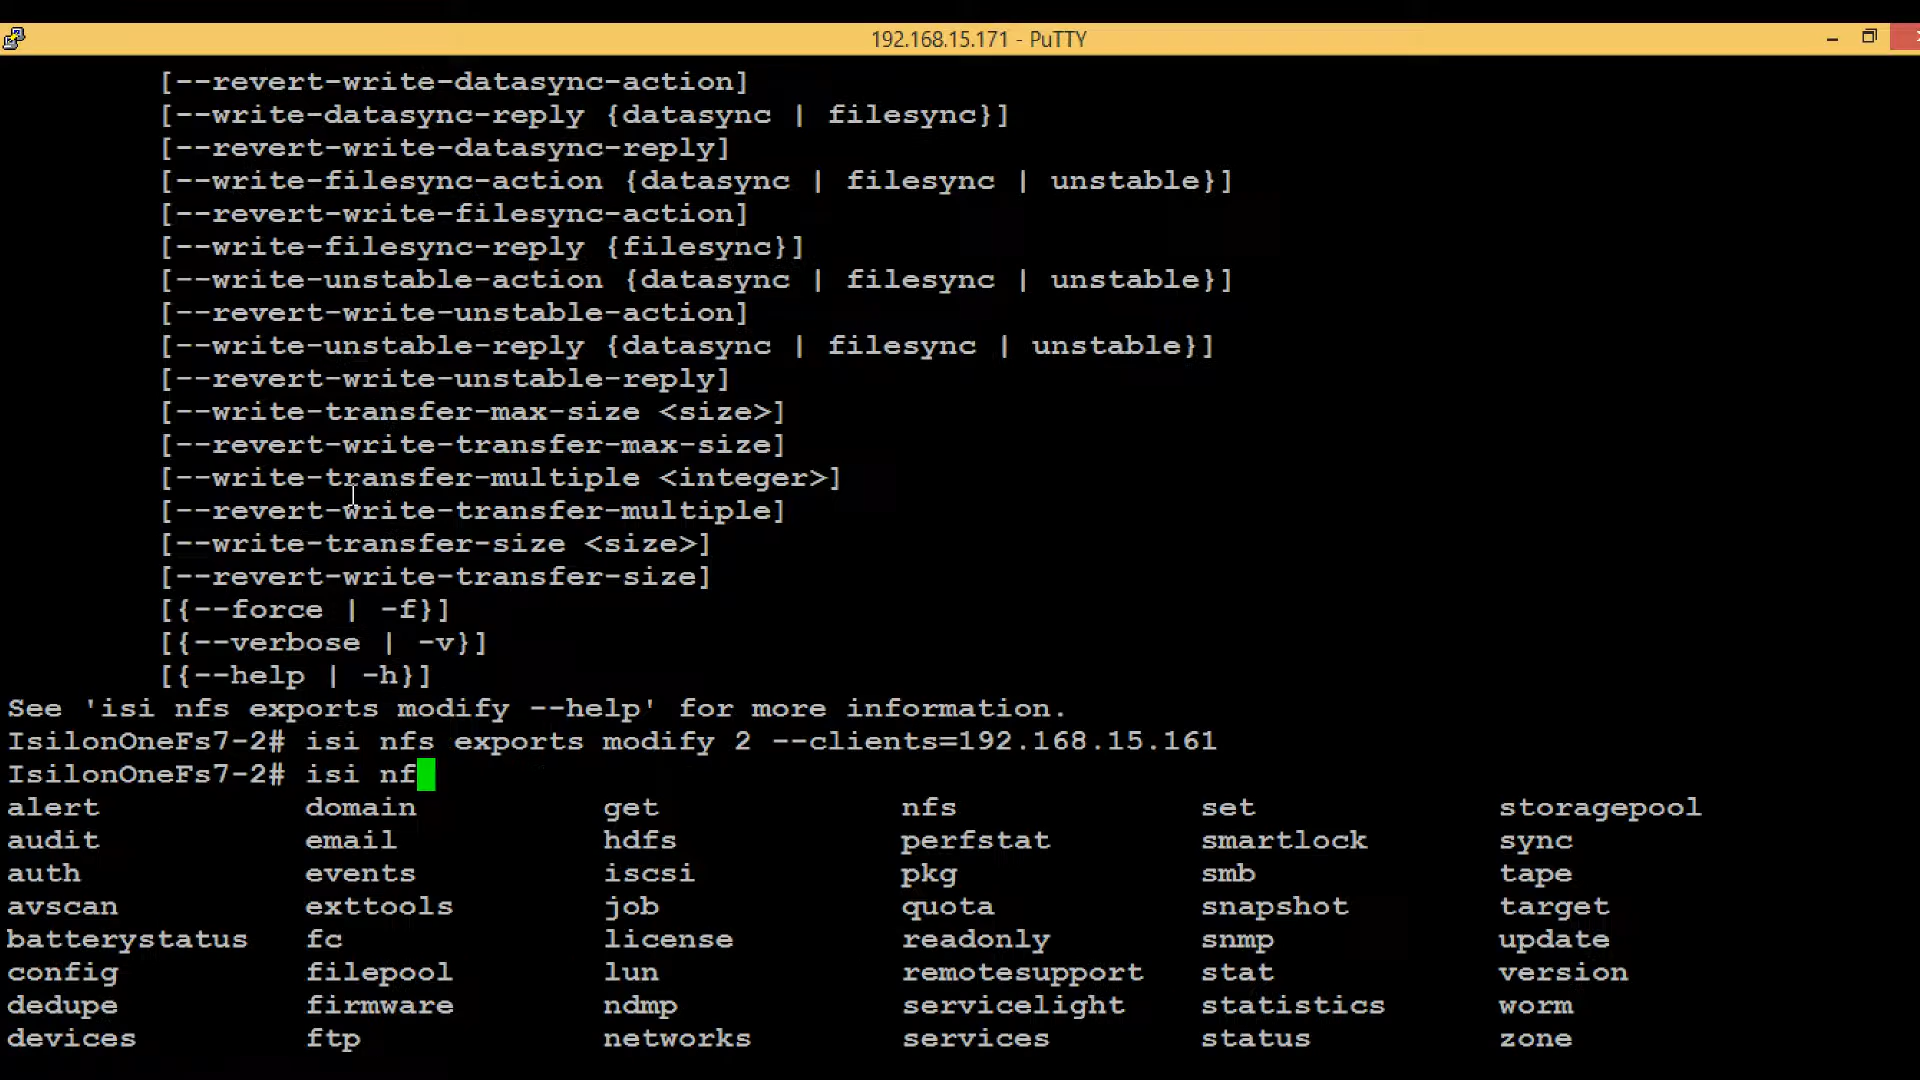 192.168.15.171 - PuTTY
[--revert-write-datasync-action]
[--write-datasync-reply {datasync | filesync}]
[--revert-write-datasync-reply]
[--write-filesync-action {datasync | filesync | unstable}]
[--revert-write-filesync-action]
[--write-filesync-reply {filesync}]
[--write-unstable-action {datasync | filesync | unstable}]
[--revert-write-unstable-action]
[--write-unstable-reply {datasync | filesync | unstable}]
[--revert-write-unstable-reply]
[--write-transfer-max-size <size>]
[--revert-write-transfer-max-size]
[--write-transfer-multiple <integer>]
[--revert-write-transfer-multiple]
[--write-transfer-size <size>]
[--revert-write-transfer-size]
[{--force | -f}]
[{--verbose | -v}]
[{--help | -h}]
See 'isi nfs exports modify --help' for more information.
IsilonOneFs7-2# isi nfs exports modify 2 --clients=192.168.15.161
IsilonOneFs7-2# isi nf
alert domain get nfs set storagepool
audit email hdfs perfstat smartlock sync
auth events iscsi pkg smb tape
avscan exttools job quota snapshot target
batterystatus fc license readonly snmp update
config filepool lun remotesupport stat version
dedupe firmware ndmp servicelight statistics worm
devices ftp networks services status zone